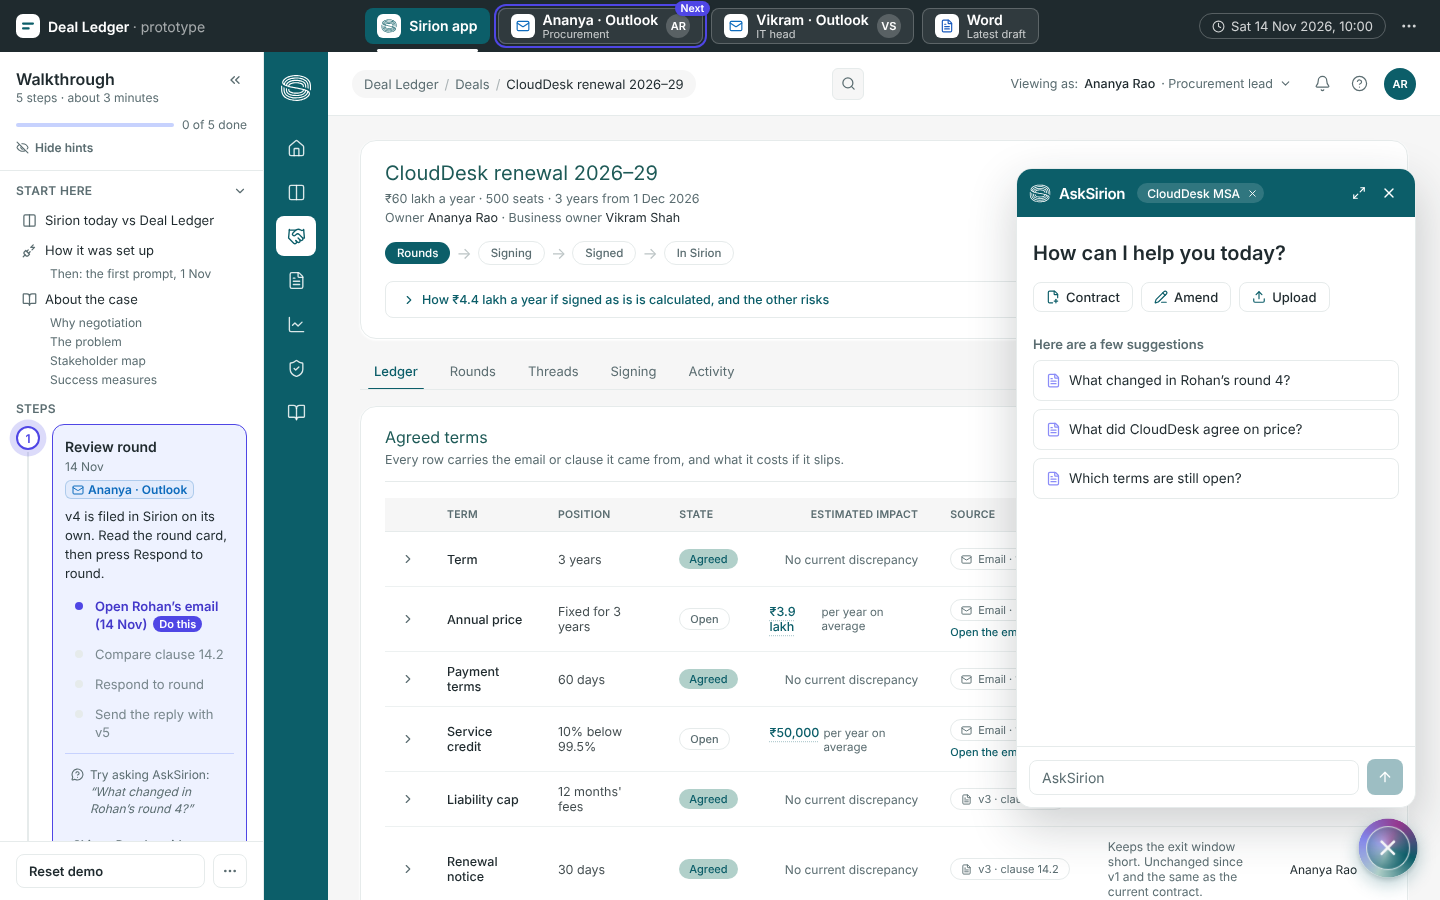 Deal Ledger · prototype
Sirion app
Ananya · Outlook
Procurement
AR
Next
Vikram · Outlook
IT head
VS
Word
Latest draft
Sat 14 Nov 2026, 10:00
Walkthrough
5 steps · about 3 minutes
0 of 5 done
Hide hints
START HERE
Sirion today vs Deal Ledger
How it was set up
Then: the first prompt, 1 Nov
About the case
Why negotiation
The problem
Stakeholder map
Success measures
STEPS
1
Review round
14 Nov
Ananya · Outlook
v4 is filed in Sirion on its
own. Read the round card,
then press Respond to
round.
Open Rohan’s email
(14 Nov) Do this
Compare clause 14.2
Respond to round
Send the reply with
v5
Try asking AskSirion:
“What changed in
Rohan’s round 4?”
Reset demo
Deal Ledger / Deals / CloudDesk renewal 2026–29
Viewing as: Ananya Rao · Procurement lead
AR
CloudDesk renewal 2026–29
₹60 lakh a year · 500 seats · 3 years from 1 Dec 2026
Owner Ananya Rao · Business owner Vikram Shah
Rounds
Signing
Signed
In Sirion
How ₹4.4 lakh a year if signed as is is calculated, and the other risks
Ledger
Rounds
Threads
Signing
Activity
Agreed terms
Every row carries the email or clause it came from, and what it costs if it slips.
TERM POSITION STATE ESTIMATED IMPACT SOURCE
Term 3 years Agreed No current discrepancy Email ·
Annual price
Fixed for 3
years
Open
₹3.9
lakh
per year on
average
Email ·
Open the em
Payment
terms
60 days Agreed No current discrepancy Email ·
Service
credit
10% below
99.5%
Open
₹50,000 per year on
average
Email ·
Open the em
Liability cap
12 months'
fees
Agreed No current discrepancy v3 · clau
Renewal
notice
30 days Agreed No current discrepancy v3 · clause 14.2
Keeps the exit window
short. Unchanged since
v1 and the same as the
current contract.
Ananya Rao
AskSirion
CloudDesk MSA
How can I help you today?
Contract
Amend
Upload
Here are a few suggestions
What changed in Rohan’s round 4?
What did CloudDesk agree on price?
Which terms are still open?
AskSirion